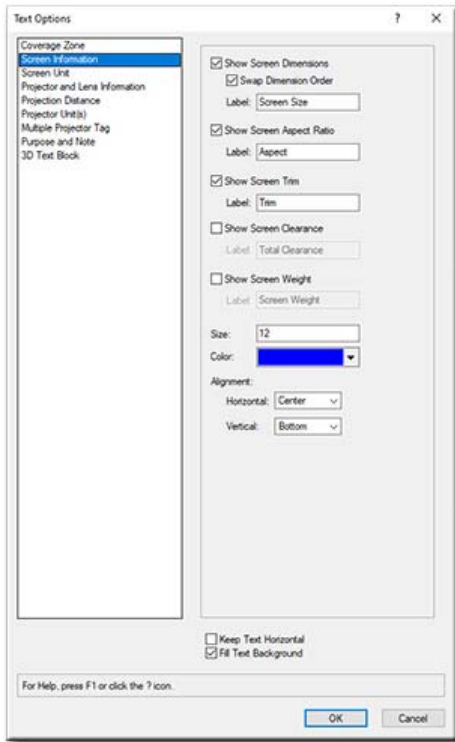 Text Options
? ×
Coverage Zone
Screen Information
Screen Unit
Projector and Lens Information
Projection Distance
Projector Unit(s)
Multiple Projector Tag
Purpose and Note
3D Text Block
Show Screen Dimensions
Swap Dimension Order
Label: Screen Size
Show Screen Aspect Ratio
Label: Aspect
Show Screen Trim
Label: Trim
Show Screen Clearance
Label: Total Clearance
Show Screen Weight
Label: Screen Weight
Size: 12
Color:
Alignment:
Horizontal: Center
Vertical: Bottom
Keep Text Horizontal
Fill Text Background
For Help, press F1 or click the ? icon.
OK Cancel